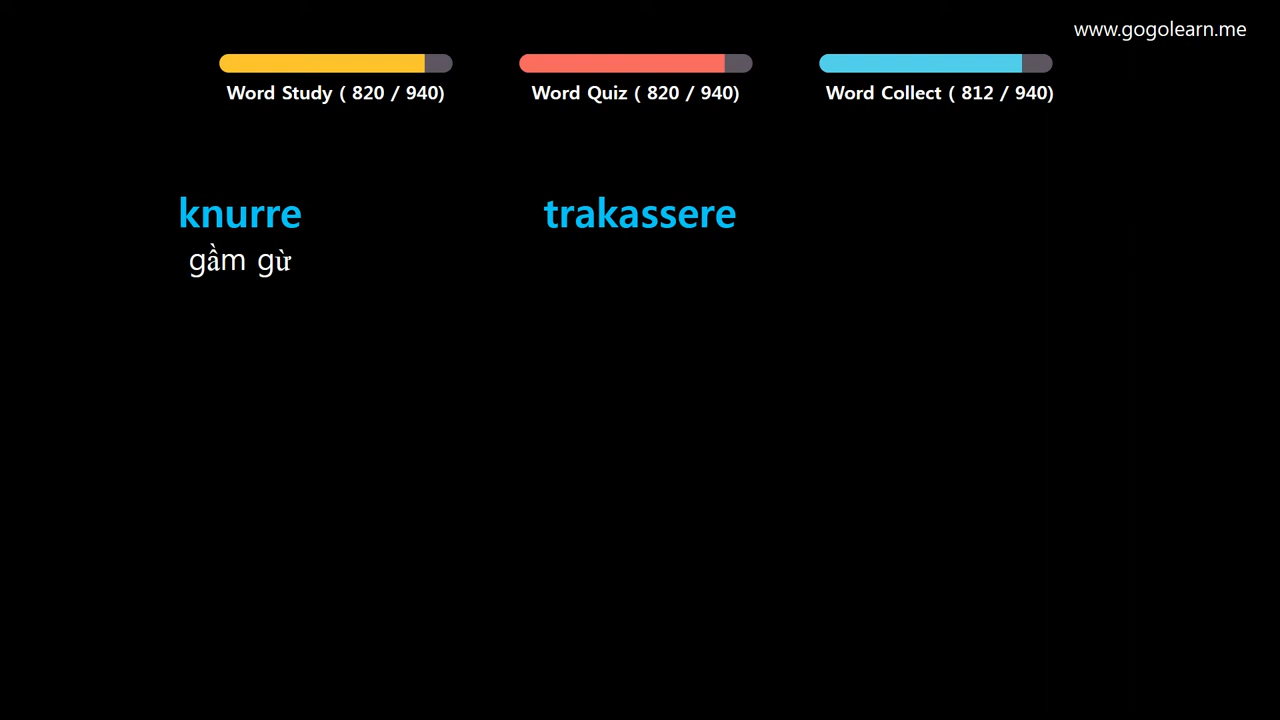 www.gogolearn.me
Word Study ( 820 / 940)
Word Quiz ( 820 / 940)
Word Collect ( 812 / 940)
knurre
gầm gừ
trakassere